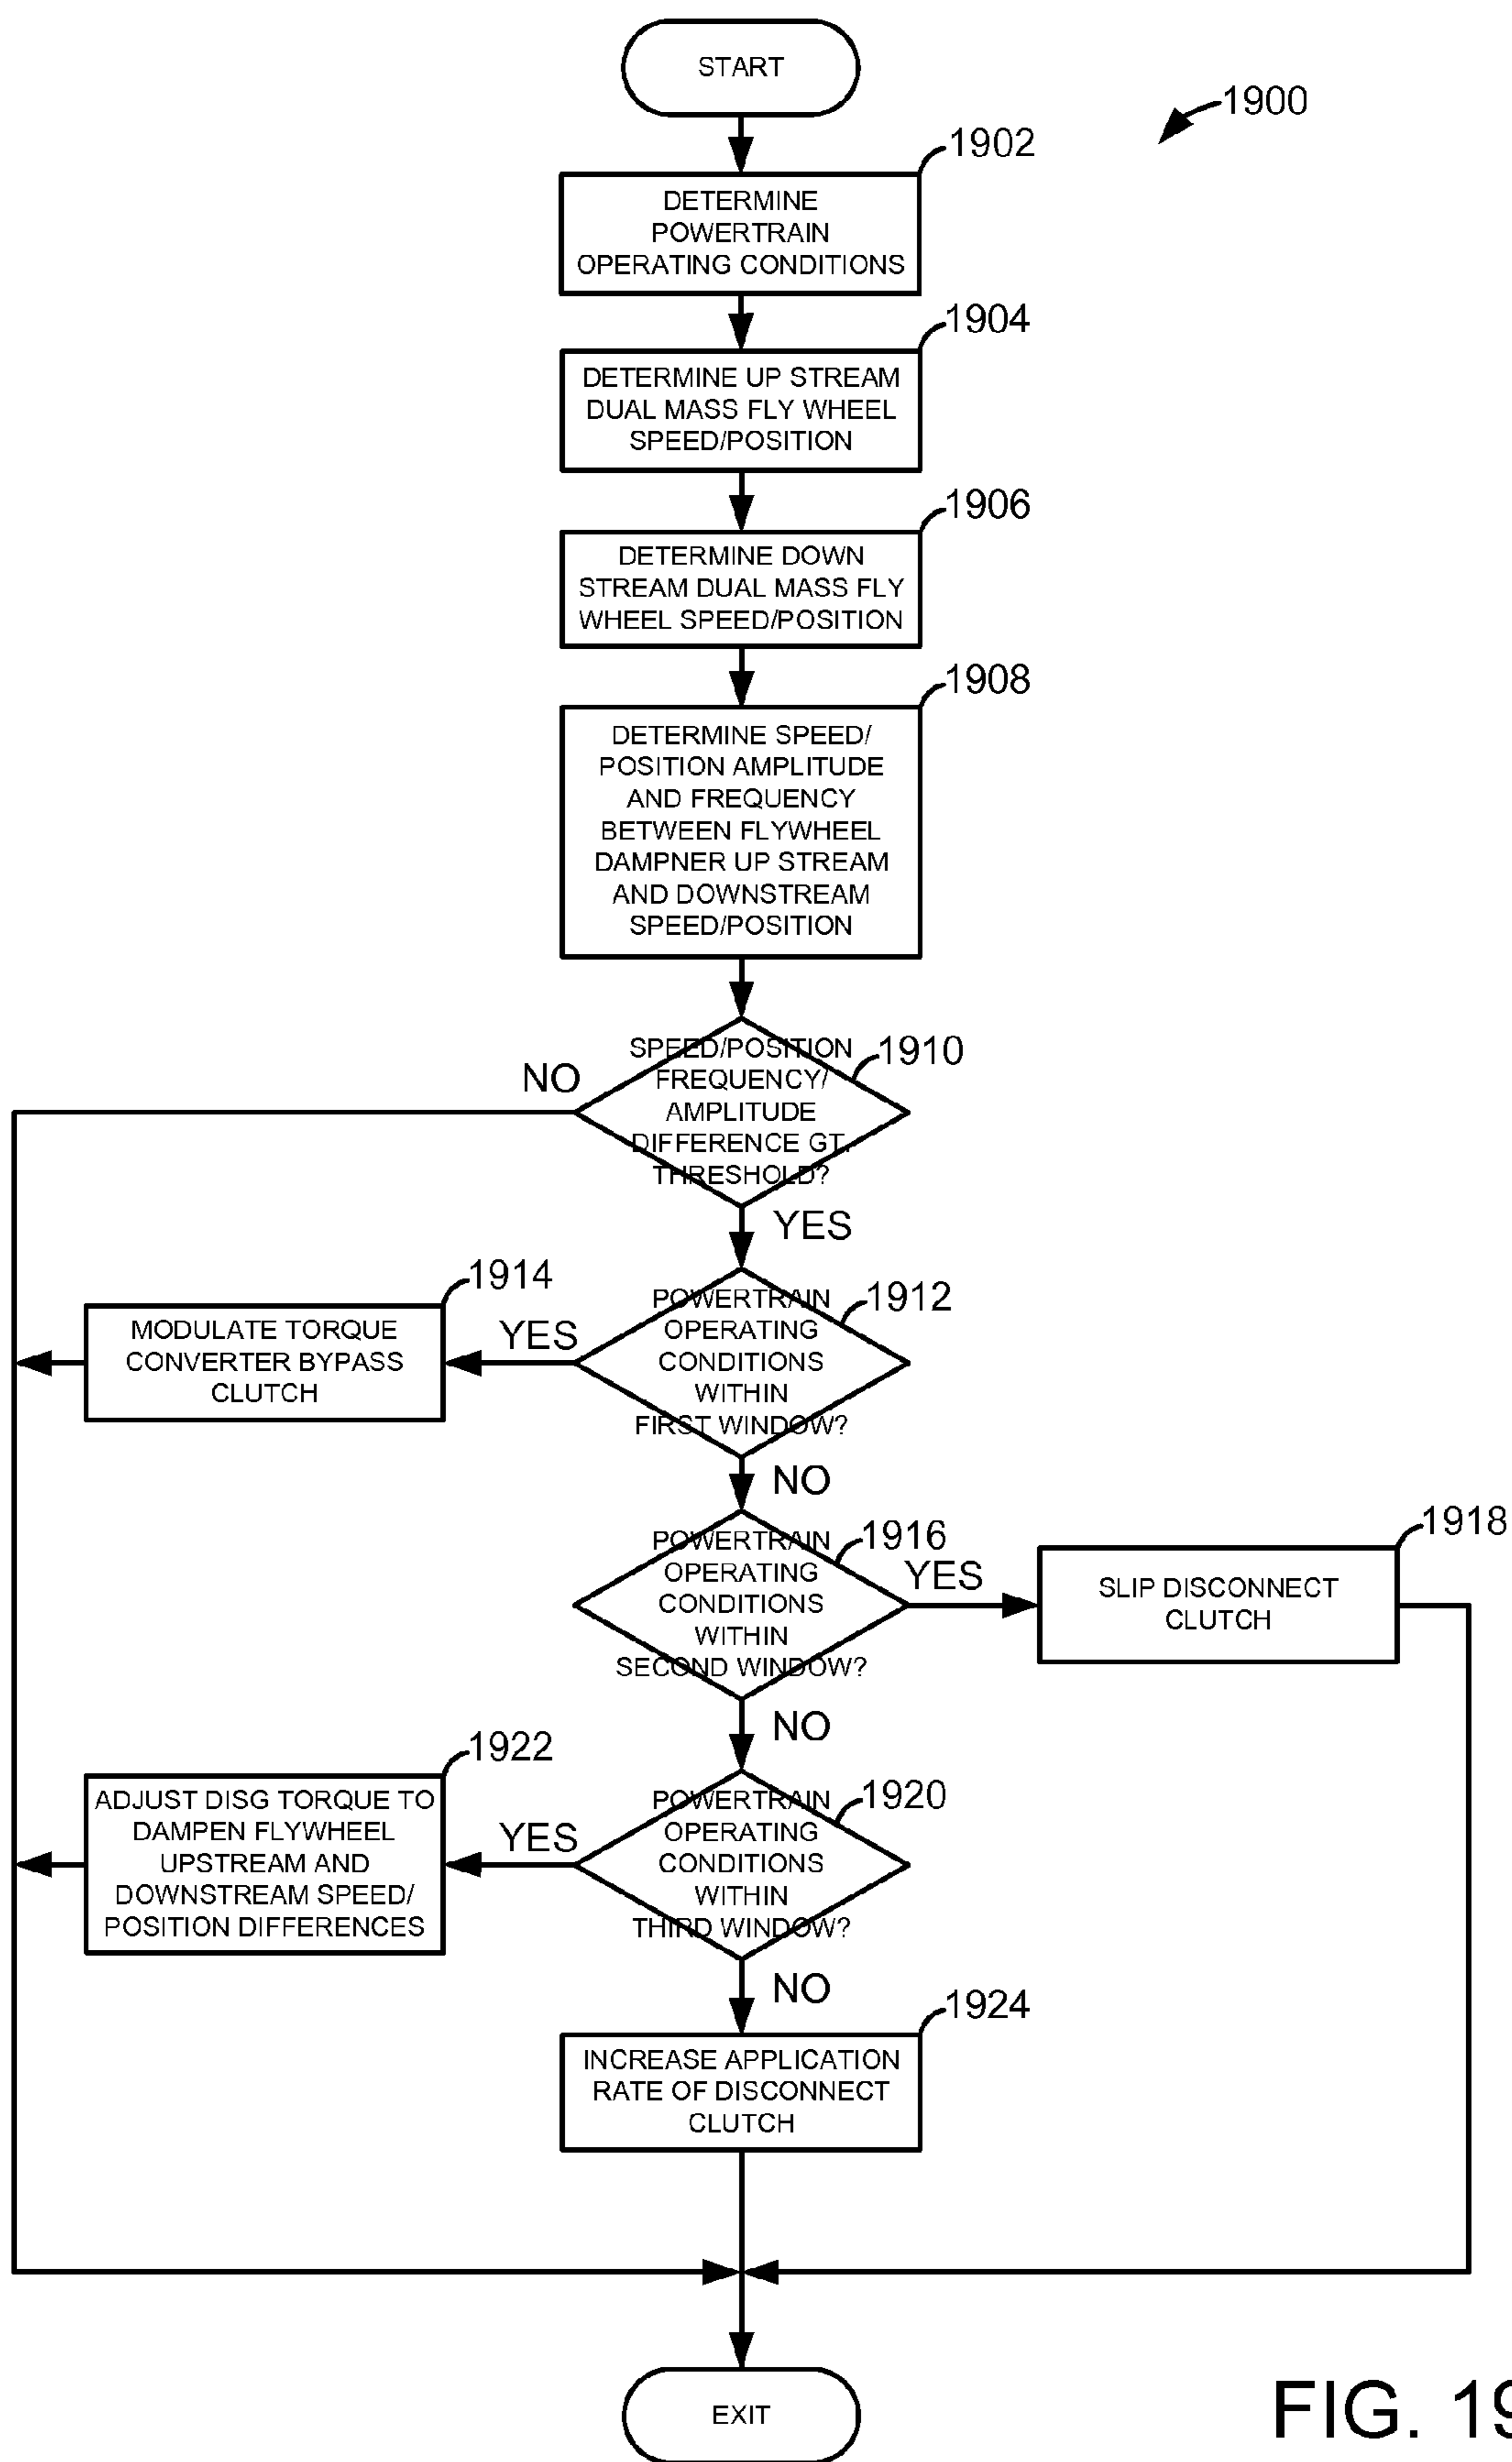 START
1900
1902
DETERMINE
POWERTRAIN
OPERATING CONDITIONS
1904
DETERMINE UP STREAM
DUAL MASS FLY WHEEL
SPEED/POSITION
1906
DETERMINE DOWN
STREAM DUAL MASS FLY
WHEEL SPEED/POSITION
1908
DETERMINE SPEED/
POSITION AMPLITUDE
AND FREQUENCY
BETWEEN FLYWHEEL
DAMPNER UP STREAM
AND DOWNSTREAM
SPEED/POSITION
1910
SPEED/POSITION
FREQUENCY/
AMPLITUDE
DIFFERENCE GT.
THRESHOLD?
NO
YES
1912
POWERTRAIN
OPERATING
CONDITIONS
WITHIN
FIRST WINDOW?
YES
1914
MODULATE TORQUE
CONVERTER BYPASS
CLUTCH
NO
1916
POWERTRAIN
OPERATING
CONDITIONS
WITHIN
SECOND WINDOW?
YES
1918
SLIP DISCONNECT
CLUTCH
NO
1920
POWERTRAIN
OPERATING
CONDITIONS
WITHIN
THIRD WINDOW?
YES
1922
ADJUST DISG TORQUE TO
DAMPEN FLYWHEEL
UPSTREAM AND
DOWNSTREAM SPEED/
POSITION DIFFERENCES
NO
1924
INCREASE APPLICATION
RATE OF DISCONNECT
CLUTCH
EXIT
FIG. 19